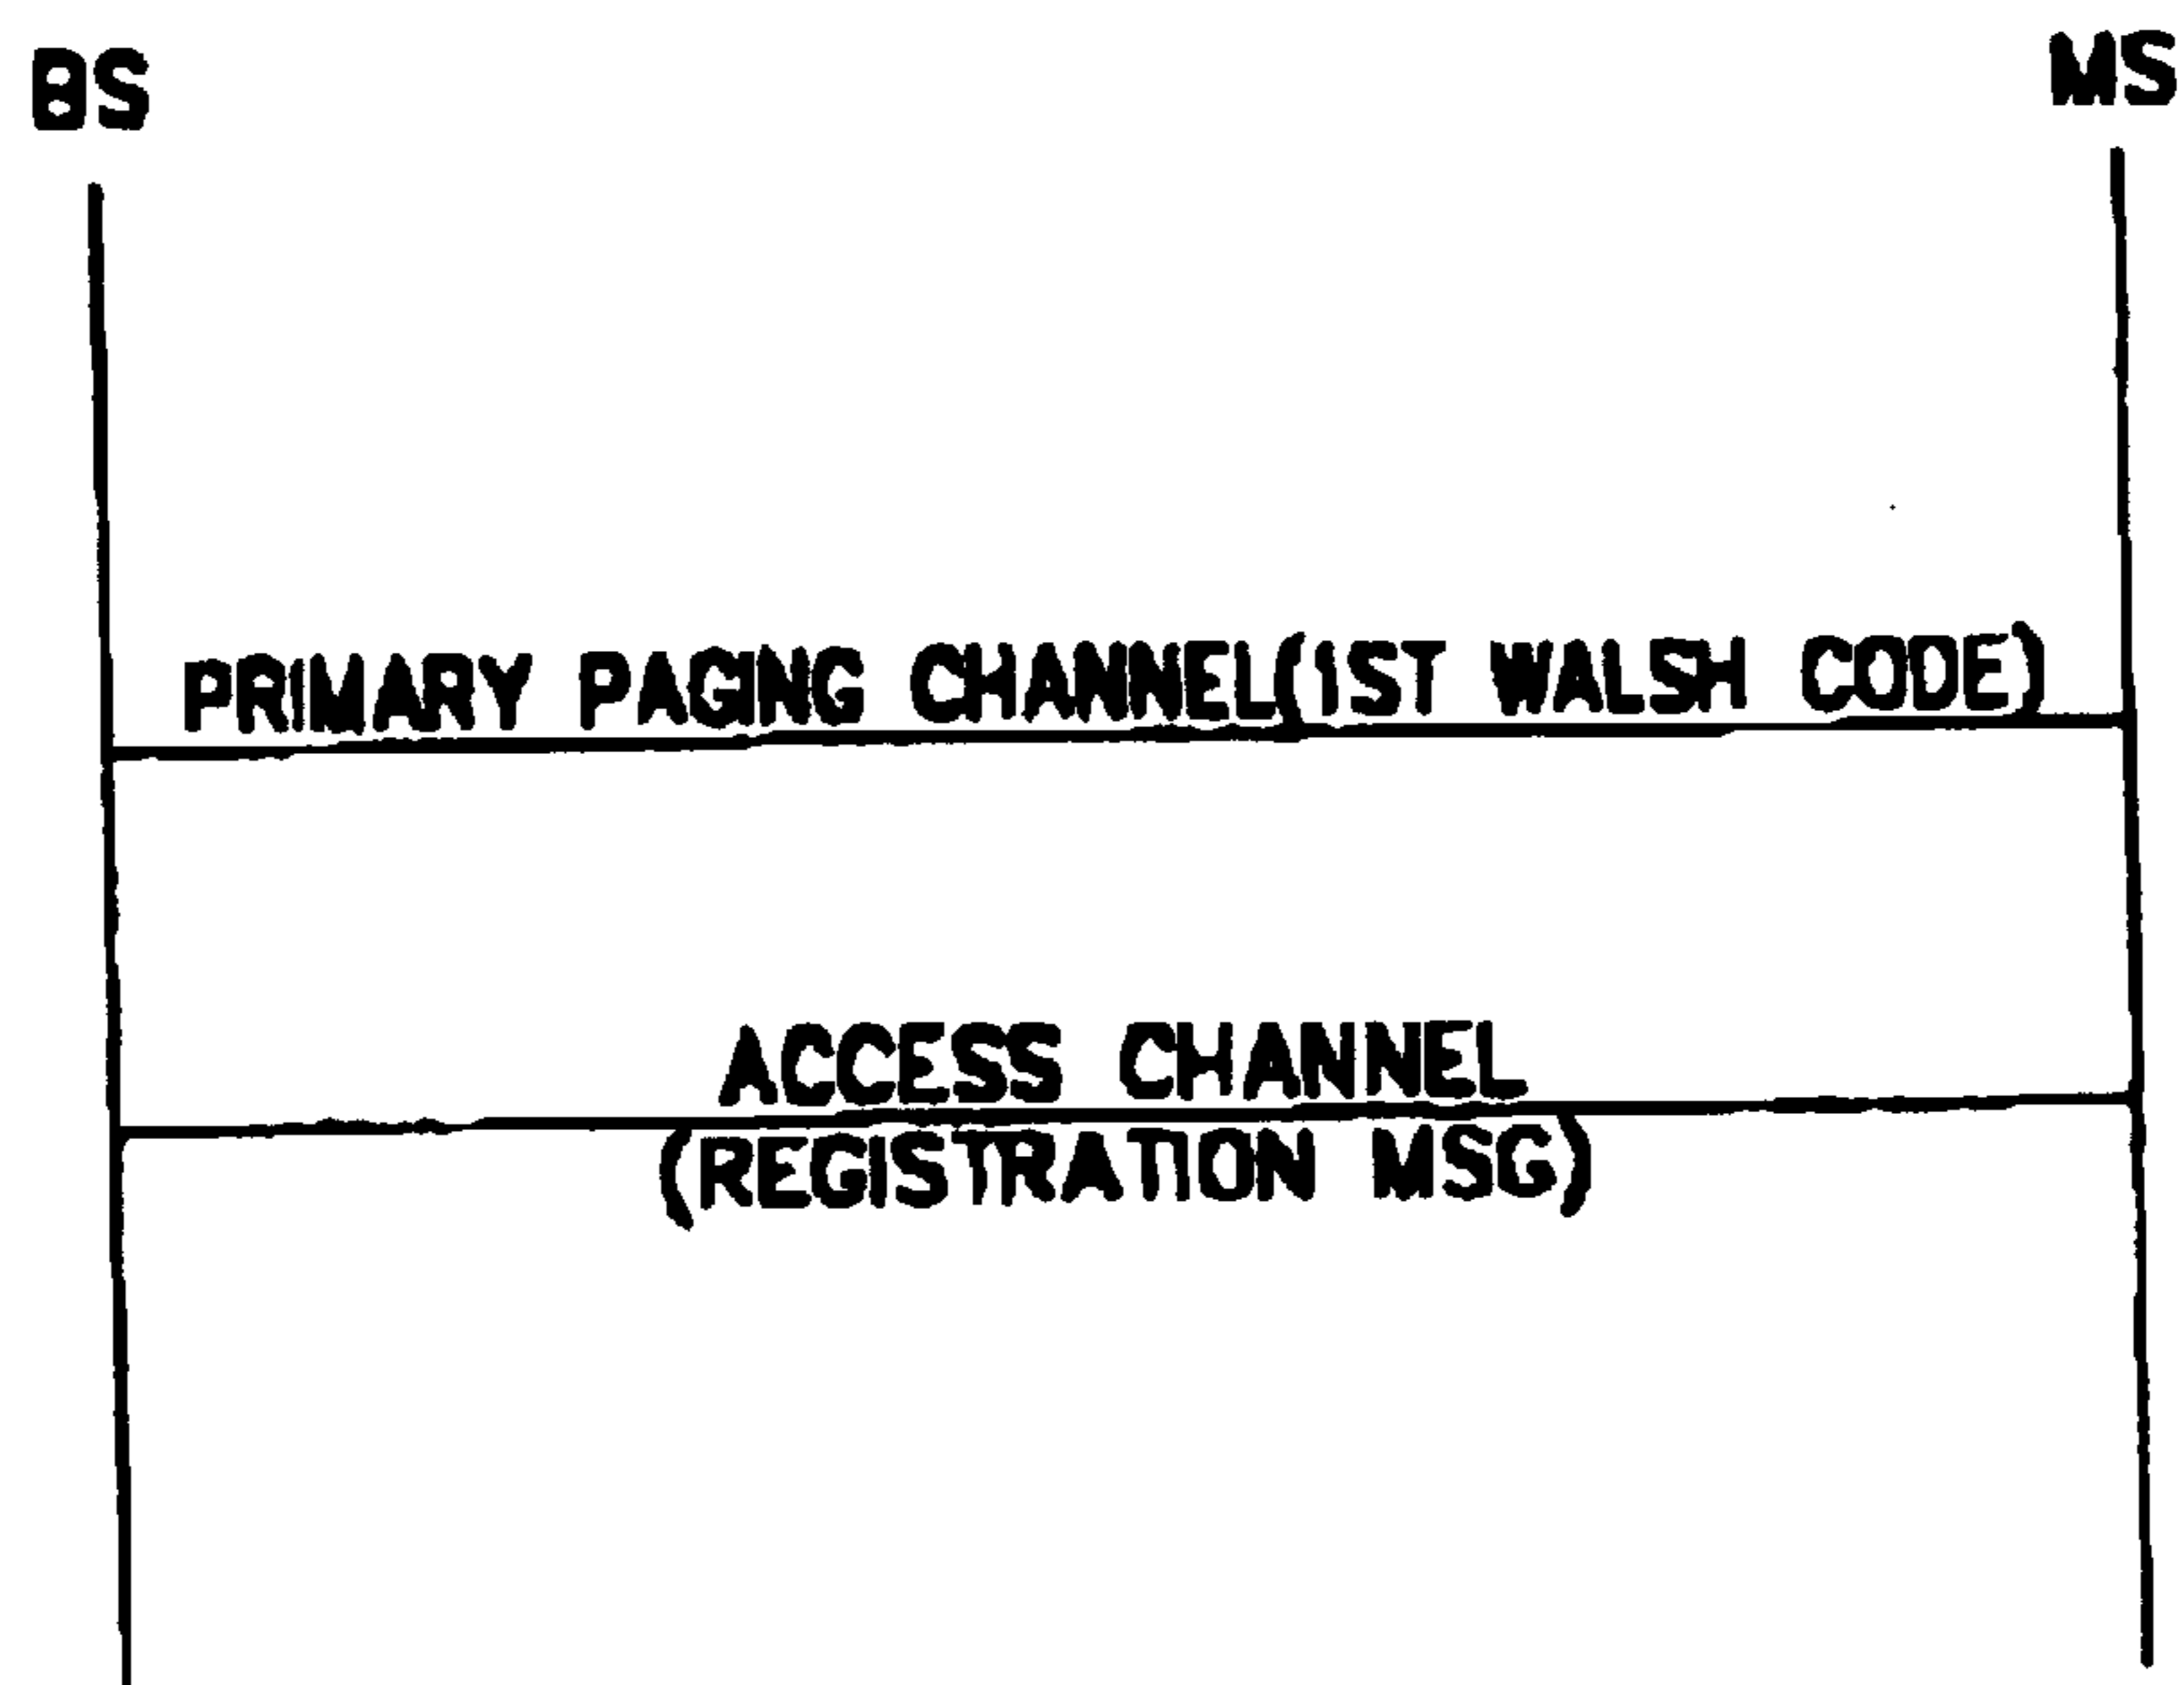 BS MS
PRIMARY PAGING CHANNEL(1ST WALSH CODE)
ACCESS CHANNEL
(REGISTRATION MSG)